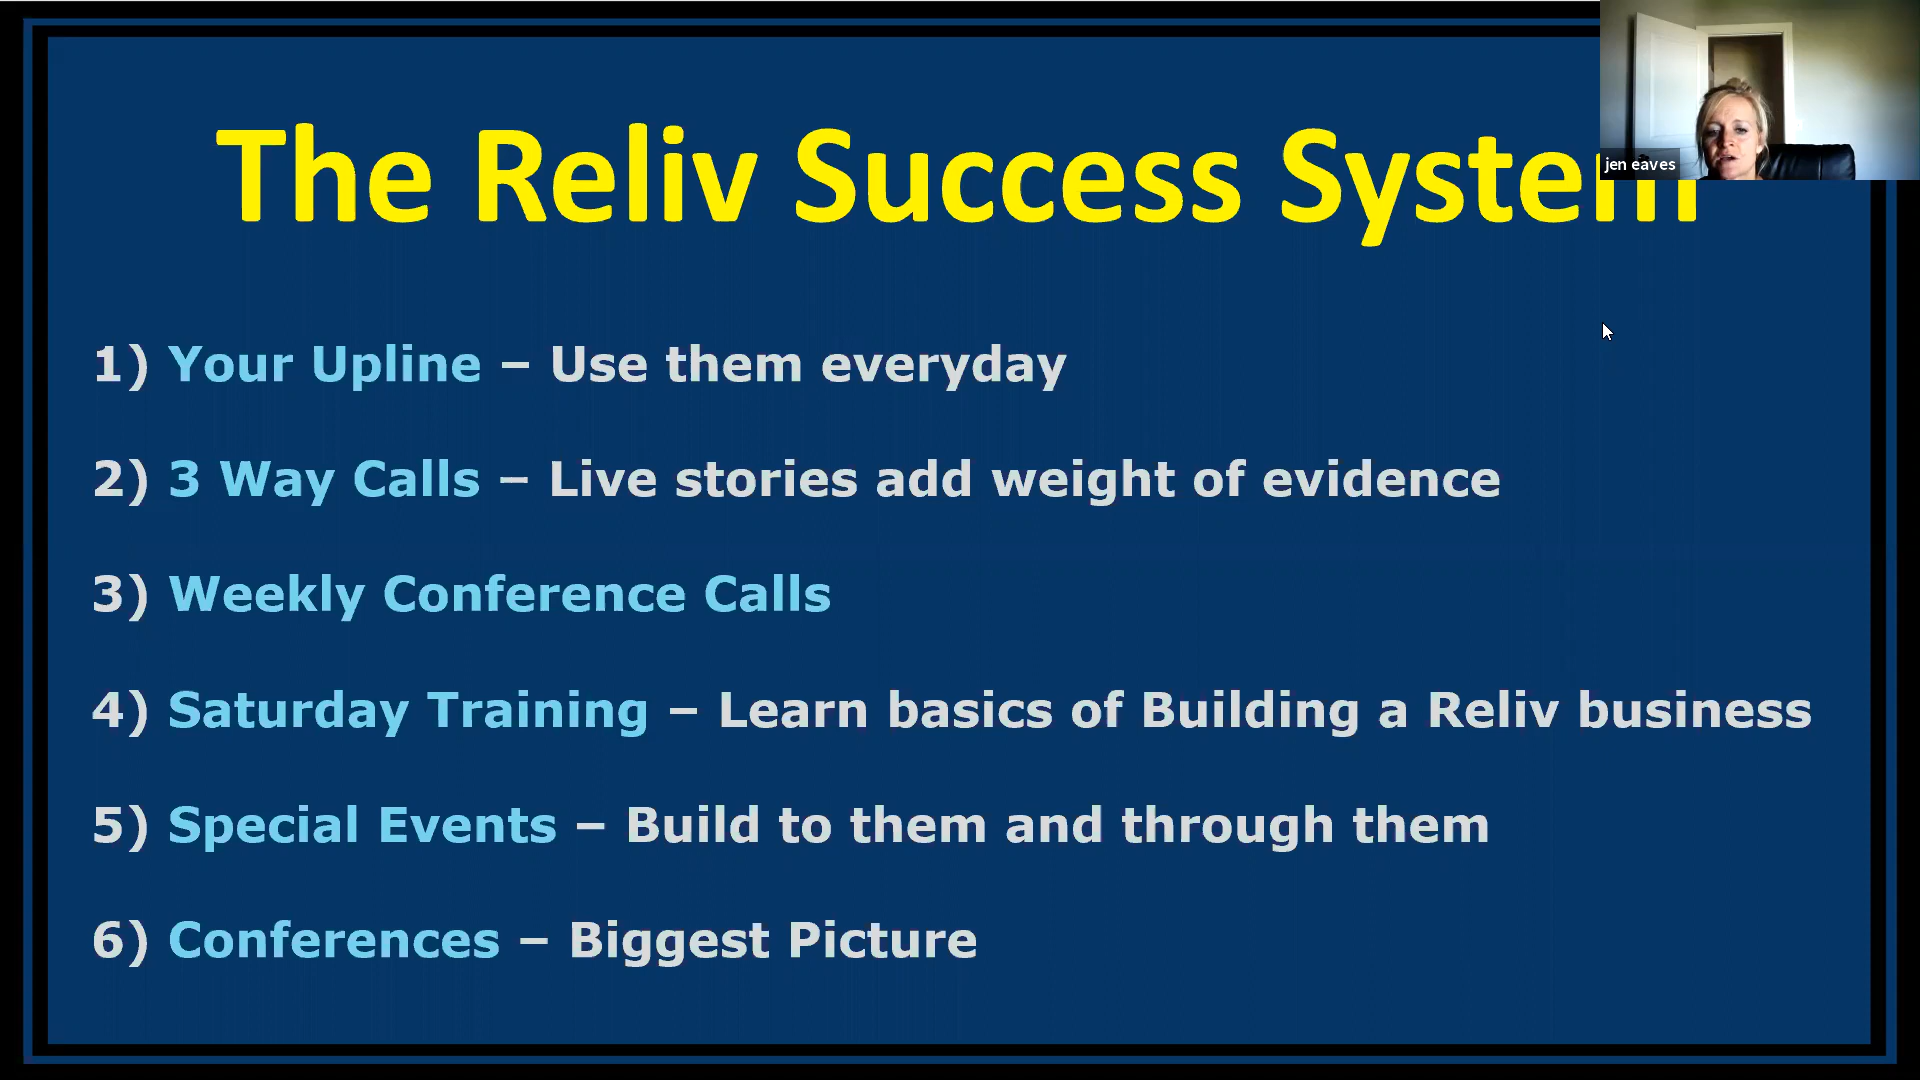 The Reliv Success System
jen eaves
1) Your Upline – Use them everyday
2) 3 Way Calls – Live stories add weight of evidence
3) Weekly Conference Calls
4) Saturday Training – Learn basics of Building a Reliv business
5) Special Events – Build to them and through them
6) Conferences – Biggest Picture